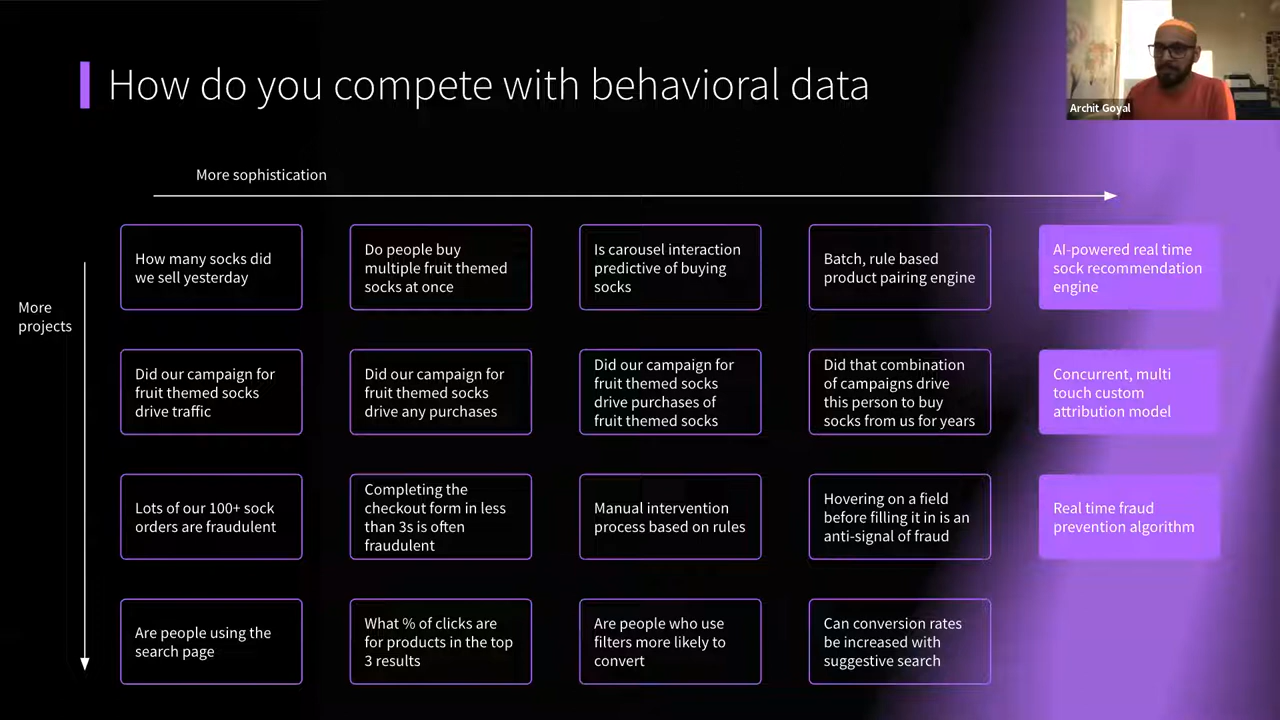 How do you compete with behavioral data
Archit Goyal
More sophistication
More
projects
How many socks did
we sell yesterday
Do people buy
multiple fruit themed
socks at once
Is carousel interaction
predictive of buying
socks
Batch, rule based
product pairing engine
AI-powered real time
sock recommendation
engine
Did our campaign for
fruit themed socks
drive traffic
Did our campaign for
fruit themed socks
drive any purchases
Did our campaign for
fruit themed socks
drive purchases of
fruit themed socks
Did that combination
of campaigns drive
this person to buy
socks from us for years
Concurrent, multi
touch custom
attribution model
Lots of our 100+ sock
orders are fraudulent
Completing the
checkout form in less
than 3s is often
fraudulent
Manual intervention
process based on rules
Hovering on a field
before filling it in is an
anti-signal of fraud
Real time fraud
prevention algorithm
Are people using the
search page
What % of clicks are
for products in the top
3 results
Are people who use
filters more likely to
convert
Can conversion rates
be increased with
suggestive search